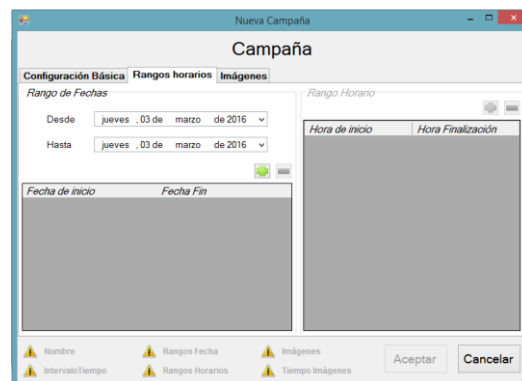 Nueva Campaña
Campaña
Configuración Básica Rangos horarios Imágenes
Rango de Fechas
Desde jueves , 03 de marzo de 2016
Hasta jueves , 03 de marzo de 2016
Fecha de inicio Fecha Fin
Rango Horario
Hora de inicio Hora Finalización
Nombre Rangos Fecha Imágenes
IntervaloTiempo Rangos Horarios Tiempo Imágenes
Aceptar Cancelar